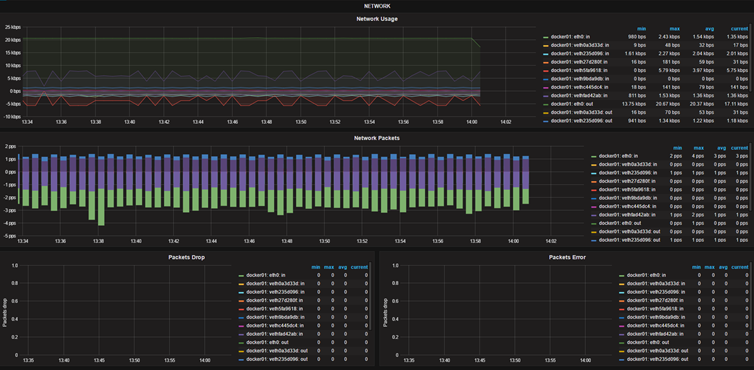 NETWORK
Network Usage
25 kbps
20 kbps
15 kbps
10 kbps
5 kbps
0 bps
-5 kbps
-10 kbps
13:34 13:36 13:38 13:40 13:42 13:44 13:46 13:48 13:50 13:52 13:54 13:56 13:58 14:00 14:02
min max avg current
docker01: eth0: in 980 bps 2.43 kbps 1.54 kbps 1.35 kbps
docker01: veth0a3d33d: in 9 bps 48 bps 32 bps 17 bps
docker01: veth235d096: in 1.81 kbps 2.27 kbps 2.04 kbps 2.01 kbps
docker01: veth27d280f: in 16 bps 181 bps 59 bps 31 bps
docker01: veth5fa9618: in 0 bps 5.79 kbps 3.97 kbps 5.75 kbps
docker01: veth9bda9db: in 0 bps 0 bps 0 bps 0 bps
docker01: vethc445dc4: in 18 bps 141 bps 79 bps 141 bps
docker01: vethfad42ab: in 811 bps 1.53 kbps 1.36 kbps 1.36 kbps
docker01: eth0: out 13.75 kbps 20.67 kbps 20.37 kbps 17.11 kbps
docker01: veth0a3d33d: out 16 bps 70 bps 53 bps 31 bps
docker01: veth235d096: out 941 bps 1.34 kbps 1.22 kbps 1.18 kbps
Network Packets
2 pps
1 pps
0 pps
-1 pps
-2 pps
-3 pps
-4 pps
-5 pps
13:34 13:36 13:38 13:40 13:42 13:44 13:46 13:48 13:50 13:52 13:54 13:56 13:58 14:00 14:02
min max avg current
docker01: eth0: in 2 pps 4 pps 3 pps 3 pps
docker01: veth0a3d33d: in 0 pps 0 pps 0 pps 0 pps
docker01: veth235d096: in 1 pps 1 pps 1 pps 1 pps
docker01: veth27d280f: in 0 pps 0 pps 0 pps 0 pps
docker01: veth5fa9618: in 0 pps 0 pps 0 pps 0 pps
docker01: veth9bda9db: in 0 pps 0 pps 0 pps 0 pps
docker01: vethc445dc4: in 0 pps 0 pps 0 pps 0 pps
docker01: vethfad42ab: in 1 pps 2 pps 1 pps 1 pps
docker01: eth0: out 1 pps 1 pps 1 pps 1 pps
docker01: veth0a3d33d: out 0 pps 0 pps 0 pps 0 pps
docker01: veth235d096: out 1 pps 1 pps 1 pps 1 pps
Packets Drop
Packets drop
1.0
0.8
0.6
0.4
0.2
0
13:35 13:40 13:45 13:50 13:55 14:00
min max avg current
docker01: eth0: in 0 0 0 0
docker01: veth0a3d33d: in 0 0 0 0
docker01: veth235d096: in 0 0 0 0
docker01: veth27d280f: in 0 0 0 0
docker01: veth5fa9618: in 0 0 0 0
docker01: veth9bda9db: in 0 0 0 0
docker01: vethc445dc4: in 0 0 0 0
docker01: vethfad42ab: in 0 0 0 0
docker01: eth0: out 0 0 0 0
docker01: veth0a3d33d: out 0 0 0 0
docker01: veth235d096: out 0 0 0 0
Packets Error
Packets drop
1.0
0.8
0.6
0.4
0.2
0
13:35 13:40 13:45 13:50 13:55 14:00
min max avg current
docker01: eth0: in 0 0 0 0
docker01: veth0a3d33d: in 0 0 0 0
docker01: veth235d096: in 0 0 0 0
docker01: veth27d280f: in 0 0 0 0
docker01: veth5fa9618: in 0 0 0 0
docker01: veth9bda9db: in 0 0 0 0
docker01: vethc445dc4: in 0 0 0 0
docker01: vethfad42ab: in 0 0 0 0
docker01: eth0: out 0 0 0 0
docker01: veth0a3d33d: out 0 0 0 0
docker01: veth235d096: out 0 0 0 0